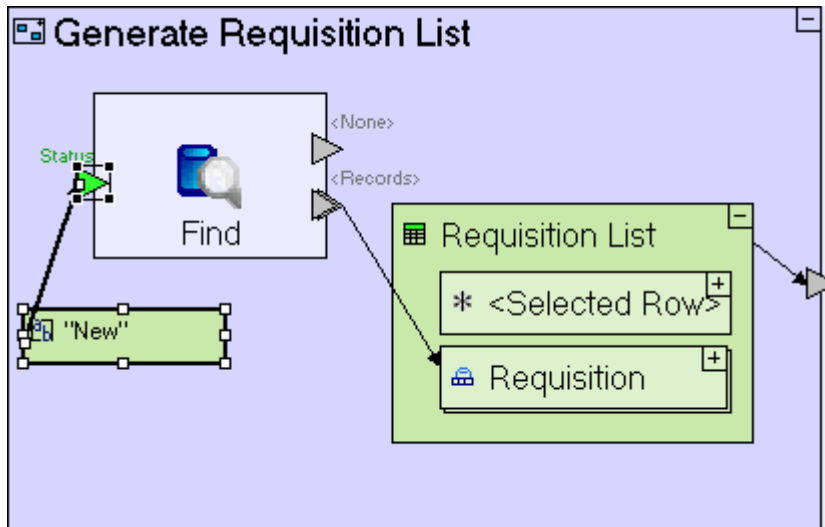 Generate Requisition List
<None>
Status
<Records>
Find
Requisition List
* <Selected Row>
"New"
Requisition